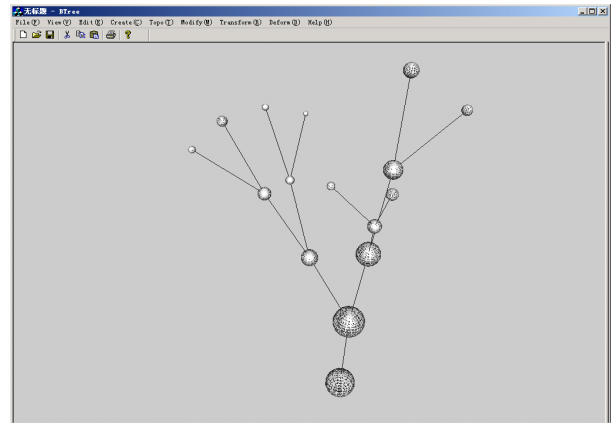 无标题 - BTree
File(F) View(V) Edit(E) Create(C) Topo(T) Modify(M) Transform(R) Deform(D) Help(H)